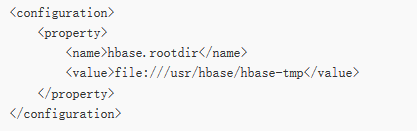 <configuration>
    <property>
        <name>hbase.rootdir</name>
        <value>file:///usr/hbase/hbase-tmp</value>
    </property>
</configuration>